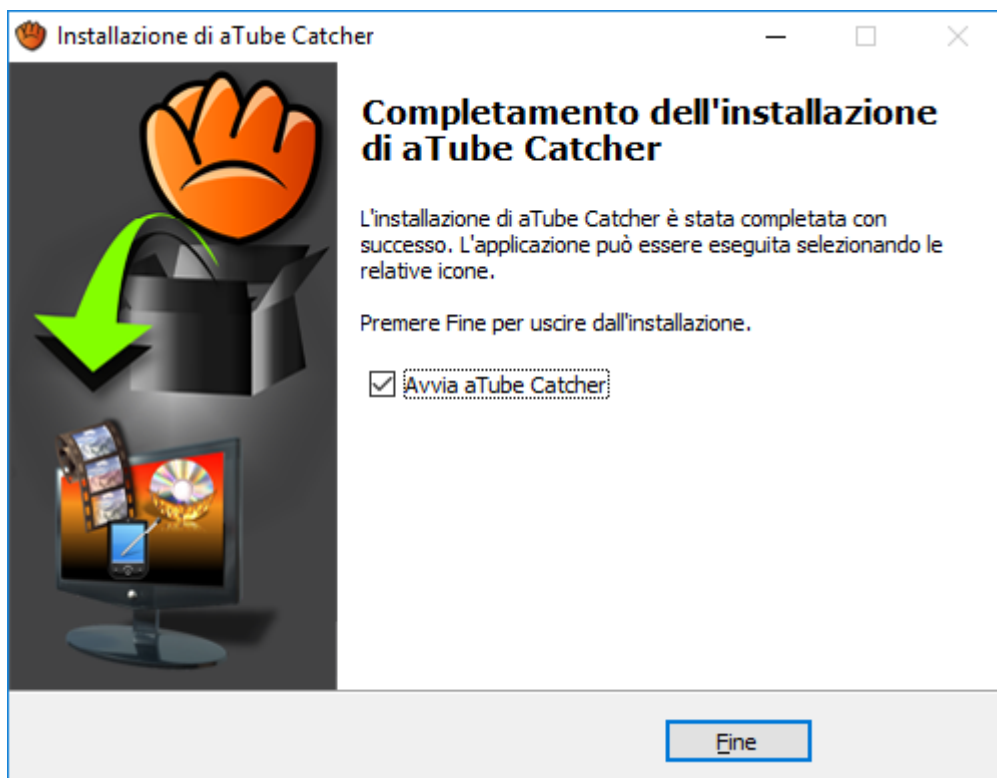 Installazione di aTube Catcher
Completamento dell'installazione
di aTube Catcher
L'installazione di aTube Catcher è stata completata con
successo. L'applicazione può essere eseguita selezionando le
relative icone.
Premere Fine per uscire dall'installazione.
Avvia aTube Catcher
Fine